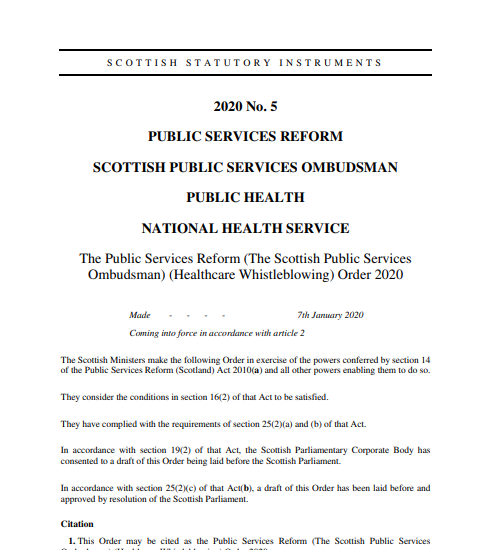 SCOTTISH STATUTORY INSTRUMENTS
2020 No. 5
PUBLIC SERVICES REFORM
SCOTTISH PUBLIC SERVICES OMBUDSMAN
PUBLIC HEALTH
NATIONAL HEALTH SERVICE
The Public Services Reform (The Scottish Public Services
Ombudsman) (Healthcare Whistleblowing) Order 2020
Made - - - - 7th January 2020
Coming into force in accordance with article 2
The Scottish Ministers make the following Order in exercise of the powers conferred by section 14
of the Public Services Reform (Scotland) Act 2010(a) and all other powers enabling them to do so.
They consider the conditions in section 16(2) of that Act to be satisfied.
They have complied with the requirements of section 25(2)(a) and (b) of that Act.
In accordance with section 19(2) of that Act, the Scottish Parliamentary Corporate Body has
consented to a draft of this Order being laid before the Scottish Parliament.
In accordance with section 25(2)(c) of that Act(b), a draft of this Order has been laid before and
approved by resolution of the Scottish Parliament.
Citation
1. This Order may be cited as the Public Services Reform (The Scottish Public Services